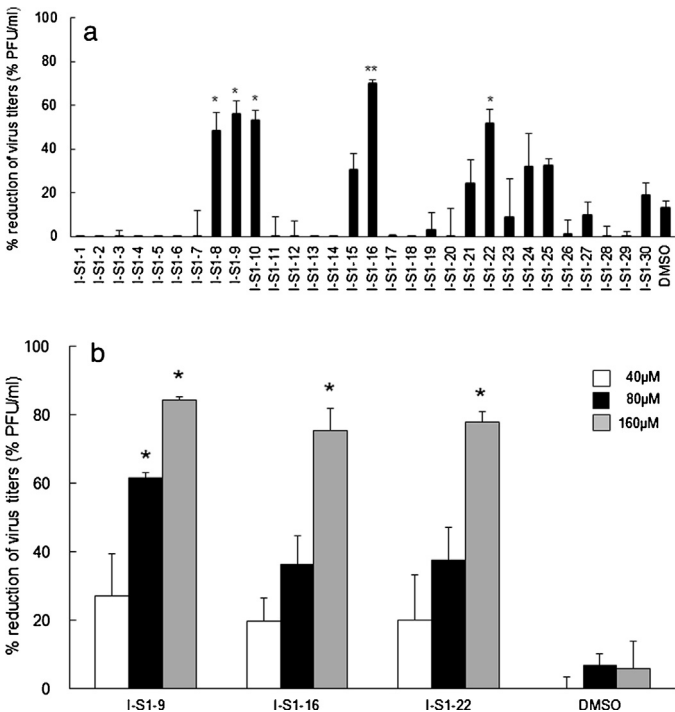 a
% reduction of virus titers (% PFU/ml)
100
80
60
40
20
0
*
*
*
**
*
I-S1-1
I-S1-2
I-S1-3
I-S1-4
I-S1-5
I-S1-6
I-S1-7
I-S1-8
I-S1-9
I-S1-10
I-S1-11
I-S1-12
I-S1-13
I-S1-14
I-S1-15
I-S1-16
I-S1-17
I-S1-18
I-S1-19
I-S1-20
I-S1-21
I-S1-22
I-S1-23
I-S1-24
I-S1-25
I-S1-26
I-S1-27
I-S1-28
I-S1-29
I-S1-30
DMSO
b
% reduction of virus titers (% PFU/ml)
100
80
60
40
20
0
*
*
*
*
40µM
80µM
160µM
I-S1-9
I-S1-16
I-S1-22
DMSO